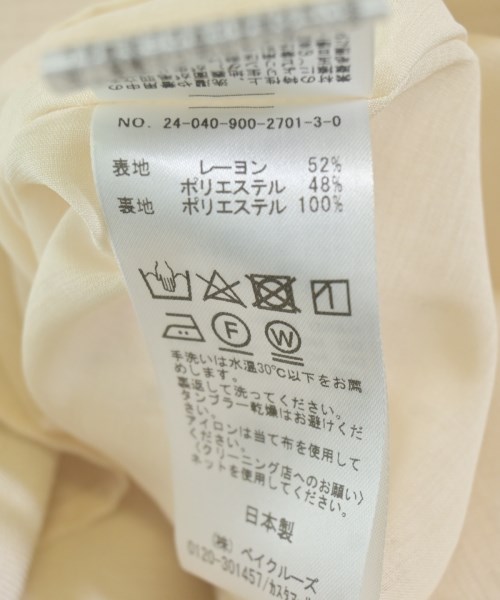 NO. 24-040-900-2701-3-0
表地 レーヨン 52%
ポリエステル 48%
裏地 ポリエステル 100%
F W
手洗いは水温30℃以下をお薦
めします。
裏返して洗ってください。
タンブラー乾燥はお避けくだ
さい。
アイロンは当て布を使用して
ください。
〈クリーニング店へのお願い〉
ネットを使用してください。
日本製
(株) ベイクルーズ
0120-301457/カスタマ